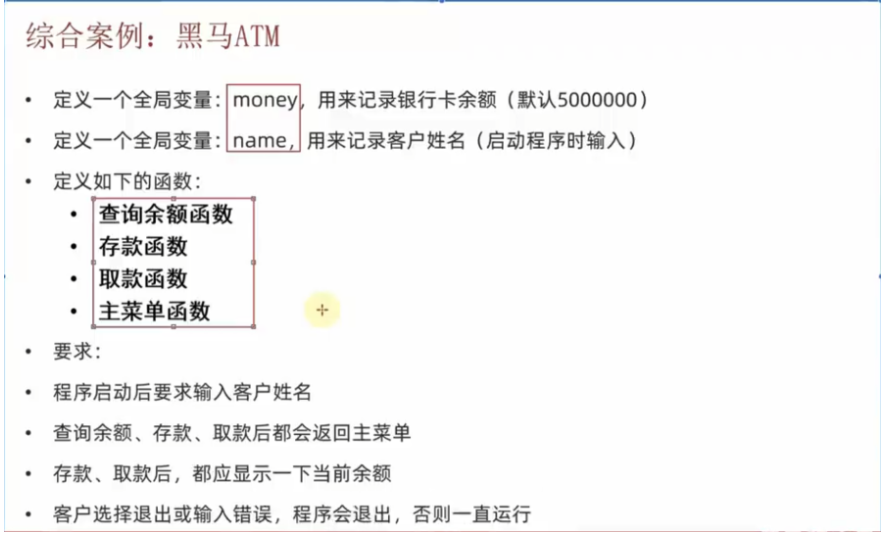 综合案例：黑马ATM
• 定义一个全局变量：money，用来记录银行卡余额（默认5000000）
• 定义一个全局变量：name，用来记录客户姓名（启动程序时输入）
• 定义如下的函数：
• 查询余额函数
• 存款函数
• 取款函数
• 主菜单函数
• 要求：
• 程序启动后要求输入客户姓名
• 查询余额、存款、取款后都会返回主菜单
• 存款、取款后，都应显示一下当前余额
• 客户选择退出或输入错误，程序会退出，否则一直运行